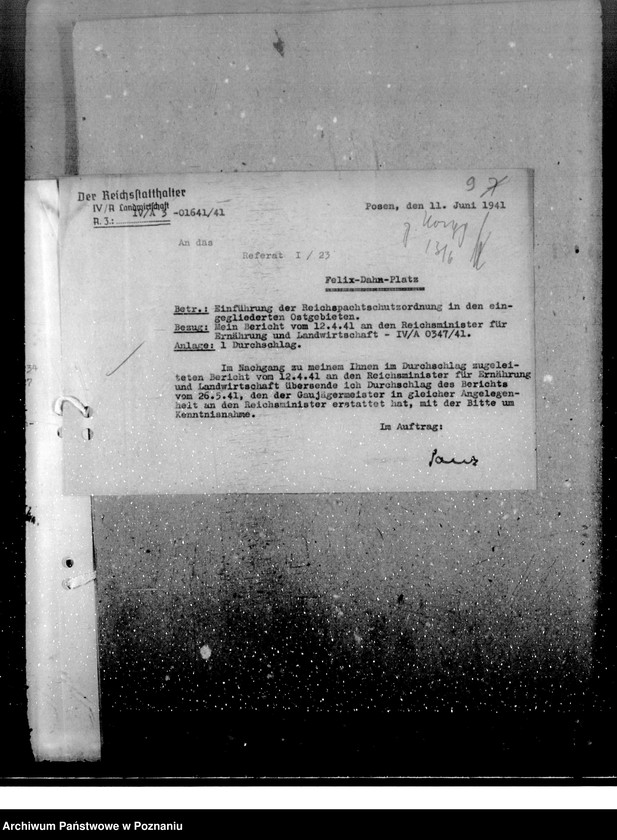 9
Der Reichsstatthalter
IV/A Landwirtschaft
IV/A 3 -01641/41
A.Z.:
Posen, den 11. Juni 1941
13/6
An das
Referat I / 23
Felix-Dahn-Platz
Betr.: Einführung der Reichspachtschutzordnung in den ein-
gegliederten Ostgebieten.
Bezug: Mein Bericht vom 12.4.41 an den Reichsminister für
Ernährung und Landwirtschaft - IV/A 0347/41.
Anlage: 1 Durchschlag.
Im Nachgang zu meinem Ihnen im Durchschlag zugelei-
teten Bericht vom 12.4.41 an den Reichsminister für Ernährung
und Landwirtschaft übersende ich Durchschlag des Berichts
vom 26.5.41, den der Gaujägermeister in gleicher Angelegen-
heit an den Reichsminister erstattet hat, mit der Bitte um
Kenntnisnahme.
Im Auftrag:
Archiwum Państwowe w Poznaniu